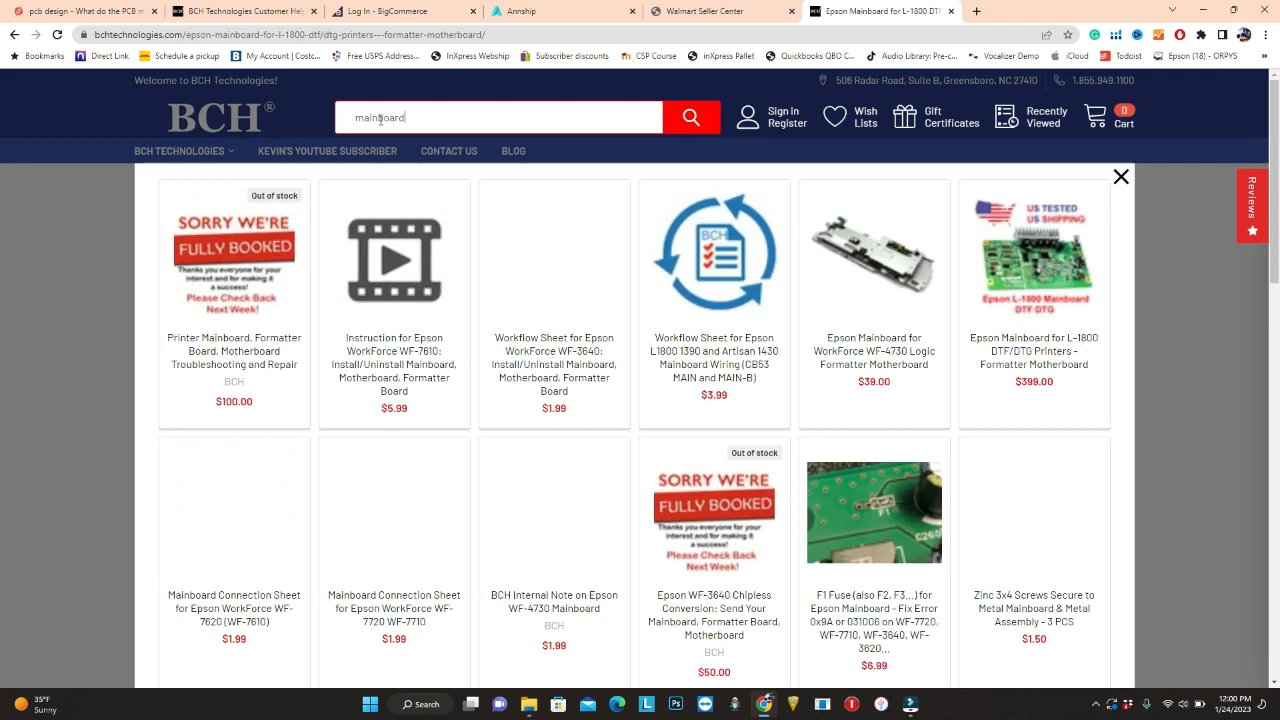 pcb design - What do the PCB m
BCH Technologies Customer Help
Log In - BigCommerce
Annship
Walmart Seller Center
Epson Mainboard for L-1800 DTF
bchtechnologies.com/epson-mainboard-for-l-1800-dtf/dtg-printers---formatter-motherboard/
Bookmarks
Direct Link
Schedule a pickup
My Account | Costc...
Free USPS Address...
InXpress Webship
Subscriber discounts
CSP Course
inXpress Pallet
Quickbooks QBO C...
Audio Library: Pre-c...
Vocalizer Demo
iCloud
Todoist
Epson (18) - ORPYS
Welcome to BCH Technologies!
506 Radar Road, Suite B, Greensboro, NC 27410
1.855.949.1100
BCH®
mainboard
Sign in
Register
Wish
Lists
Gift
Certificates
Recently
Viewed
0
Cart
BCH TECHNOLOGIES
KEVIN'S YOUTUBE SUBSCRIBER
CONTACT US
BLOG
Reviews
Out of stock
SORRY WE'RE
FULLY BOOKED
Thanks you everyone for your
interest and for making it
a success!
Please Check Back
Next Week!
Printer Mainboard, Formatter
Board, Motherboard
Troubleshooting and Repair
BCH
$100.00
Instruction for Epson
WorkForce WF-7610:
Install/Uninstall Mainboard,
Motherboard, Formatter
Board
$5.99
Workflow Sheet for Epson
WorkForce WF-3640:
Install/Uninstall Mainboard,
Motherboard, Formatter
Board
$1.99
BCH
Workflow Sheet for Epson
L1800 1390 and Artisan 1430
Mainboard Wiring (CB53
MAIN and MAIN-B)
$3.99
Epson Mainboard for
WorkForce WF-4730 Logic
Formatter Motherboard
$39.00
US TESTED
U$ SHIPPING
Epson L-1800 Mainboard
DTF DTG
Epson Mainboard for L-1800
DTF/DTG Printers -
Formatter Motherboard
$399.00
Mainboard Connection Sheet
for Epson WorkForce WF-
7620 (WF-7610)
$1.99
Mainboard Connection Sheet
for Epson WorkForce WF-
7720 WF-7710
$1.99
BCH Internal Note on Epson
WF-4730 Mainboard
BCH
$1.99
Out of stock
SORRY WE'RE
FULLY BOOKED
Thanks you everyone for your
interest and for making it
a success!
Please Check Back
Next Week!
Epson WF-3640 Chipless
Conversion: Send Your
Mainboard, Formatter Board,
Motherboard
BCH
$50.00
F1
F1 Fuse (also F2, F3...) for
Epson Mainboard - Fix Error
0x9A or 031006 on WF-7720,
WF-7710, WF-3640, WF-
3620...
$6.99
Zinc 3x4 Screws Secure to
Metal Mainboard & Metal
Assembly - 3 PCS
$1.50
35°F
Sunny
Search
12:00 PM
1/24/2023